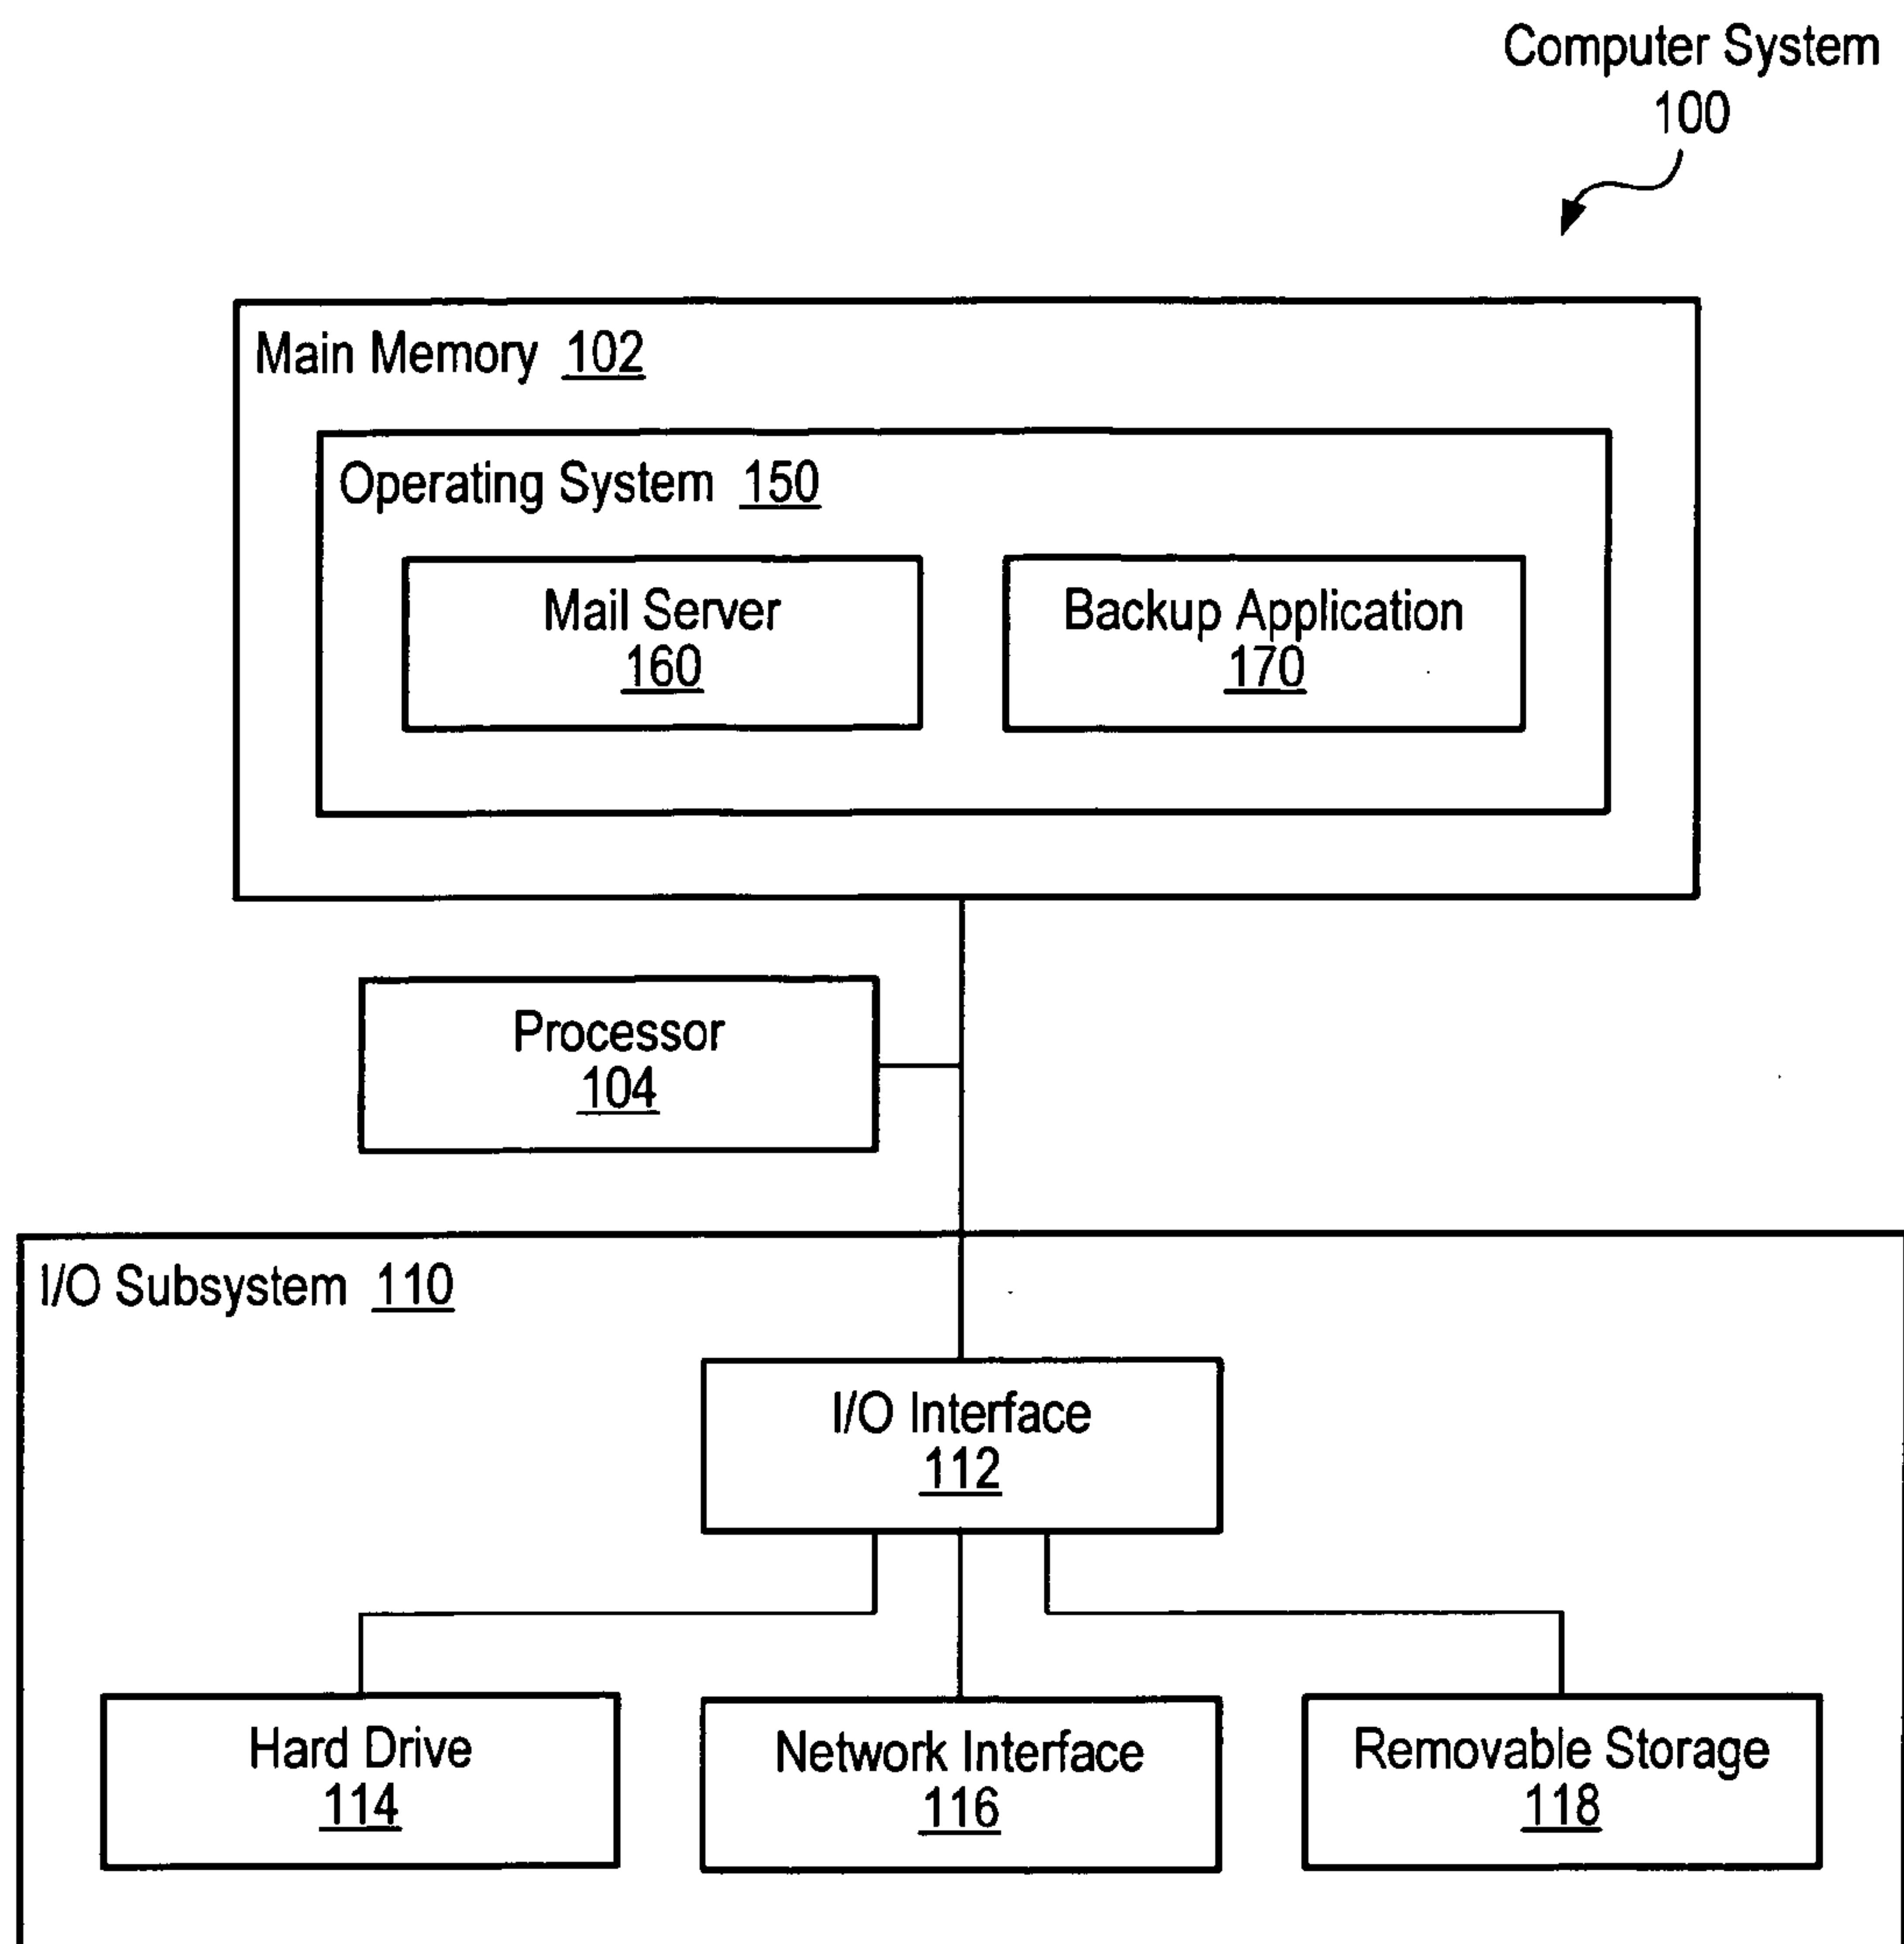 Computer System
100
Main Memory 102
Operating System 150
Mail Server
160
Backup Application
170
Processor
104
I/O Subsystem 110
I/O Interface
112
Hard Drive
114
Network Interface
116
Removable Storage
118